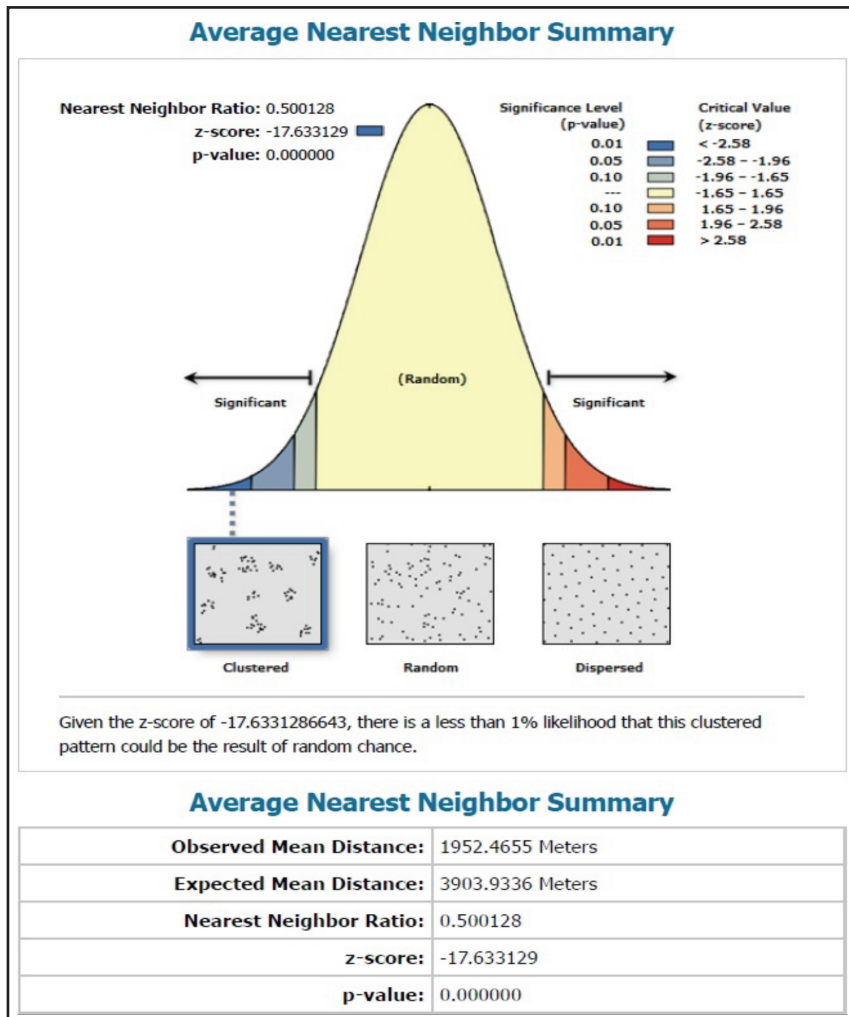 Average Nearest Neighbor Summary
Nearest Neighbor Ratio: 0.500128
z-score: -17.633129
p-value: 0.000000
Significance Level (p-value)
Critical Value (z-score)
0.01 < -2.58
0.05 -2.58 – -1.96
0.10 -1.96 – -1.65
--- -1.65 – 1.65
0.10 1.65 – 1.96
0.05 1.96 – 2.58
0.01 > 2.58
(Random)
Significant
Significant
Clustered
Random
Dispersed
Given the z-score of -17.6331286643, there is a less than 1% likelihood that this clustered
pattern could be the result of random chance.
Average Nearest Neighbor Summary
Observed Mean Distance: 1952.4655 Meters
Expected Mean Distance: 3903.9336 Meters
Nearest Neighbor Ratio: 0.500128
z-score: -17.633129
p-value: 0.000000